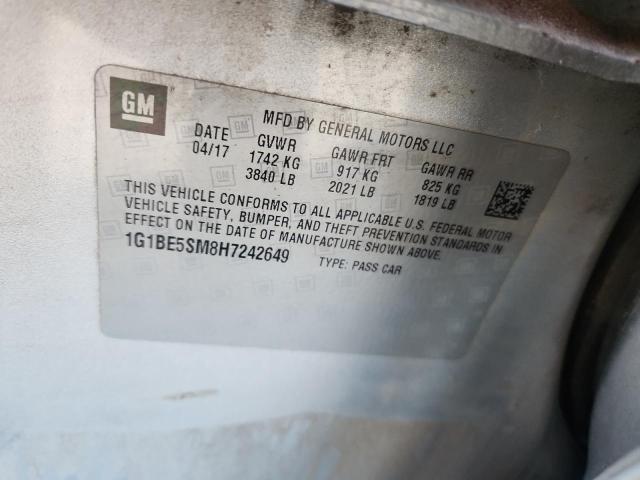 GM
MFD BY GENERAL MOTORS LLC
DATE GVWR GAWR FRT GAWR RR
04/17 1742 KG 917 KG 825 KG
3840 LB 2021 LB 1819 LB
THIS VEHICLE CONFORMS TO ALL APPLICABLE U.S. FEDERAL MOTOR
VEHICLE SAFETY, BUMPER, AND THEFT PREVENTION STANDARDS IN
EFFECT ON THE DATE OF MANUFACTURE SHOWN ABOVE.
1G1BE5SM8H7242649 TYPE: PASS CAR